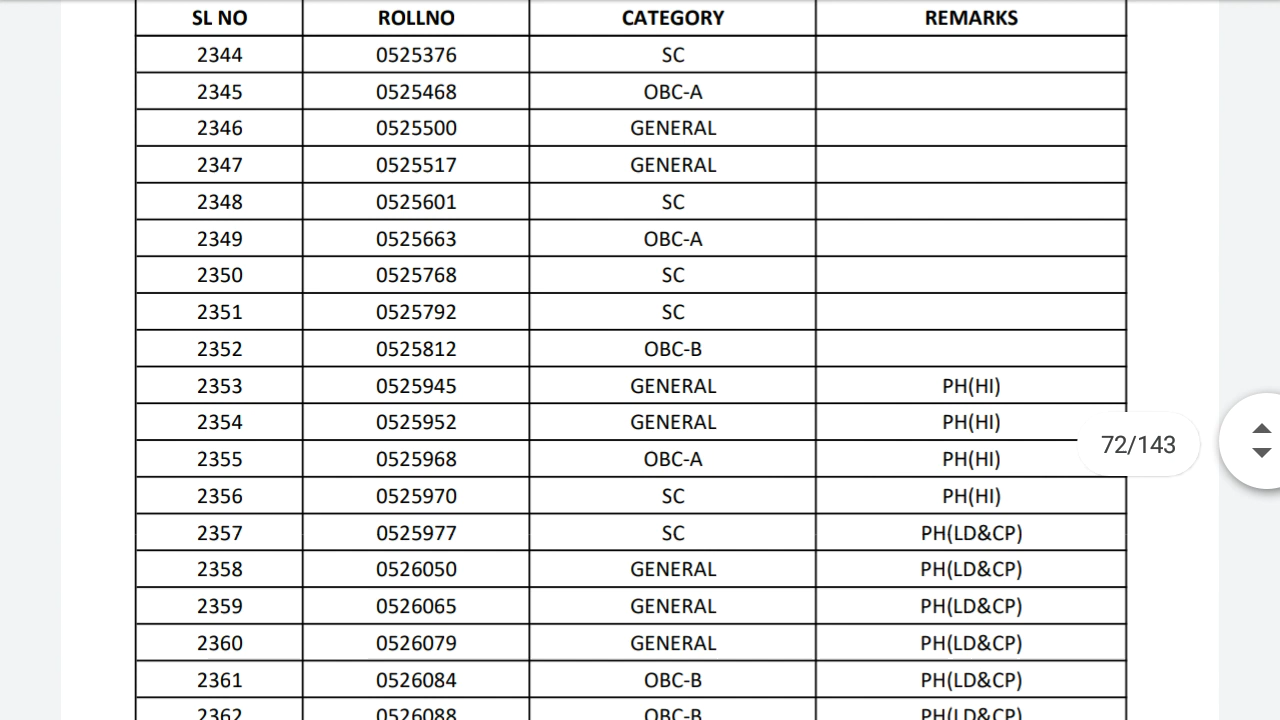 SL NO ROLLNO CATEGORY REMARKS
2344 0525376 SC
2345 0525468 OBC-A
2346 0525500 GENERAL
2347 0525517 GENERAL
2348 0525601 SC
2349 0525663 OBC-A
2350 0525768 SC
2351 0525792 SC
2352 0525812 OBC-B
2353 0525945 GENERAL PH(HI)
2354 0525952 GENERAL PH(HI)
72/143
2355 0525968 OBC-A PH(HI)
2356 0525970 SC PH(HI)
2357 0525977 SC PH(LD&CP)
2358 0526050 GENERAL PH(LD&CP)
2359 0526065 GENERAL PH(LD&CP)
2360 0526079 GENERAL PH(LD&CP)
2361 0526084 OBC-B PH(LD&CP)
2362 0526088 OBC-B PH(LD&CP)